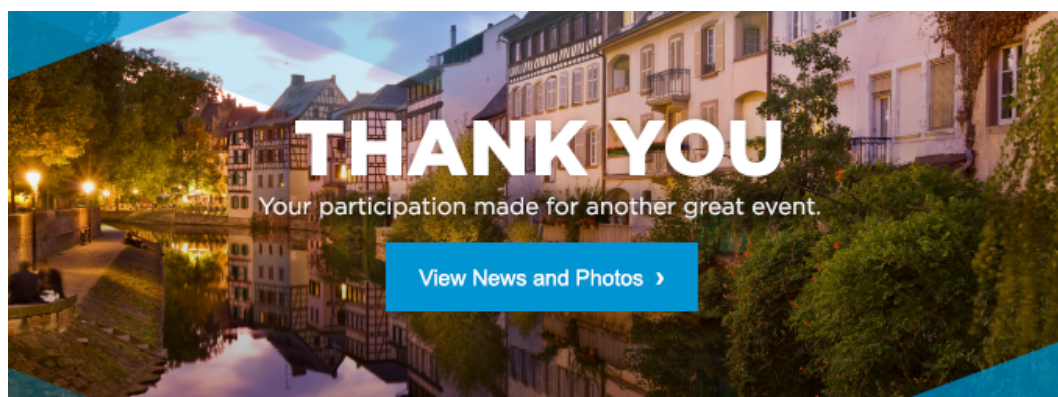 THANK YOU
Your participation made for another great event.
View News and Photos ›